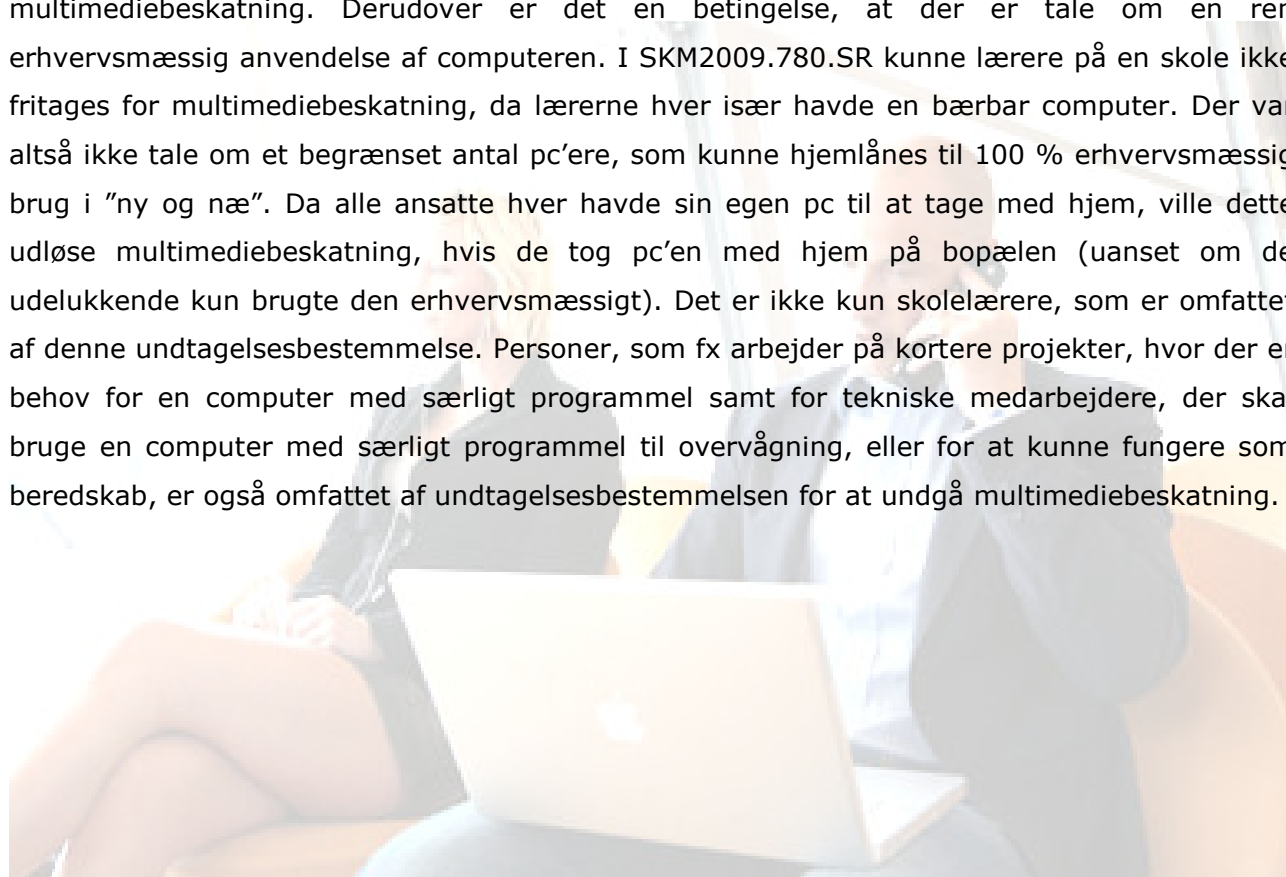 multimediebeskatning. Derudover er det en betingelse, at der er tale om en ren
erhvervsmæssig anvendelse af computeren. I SKM2009.780.SR kunne lærere på en skole ikke
fritages for multimediebeskatning, da lærerne hver især havde en bærbar computer. Der var
altså ikke tale om et begrænset antal pc’ere, som kunne hjemlånes til 100 % erhvervsmæssig
brug i ”ny og næ”. Da alle ansatte hver havde sin egen pc til at tage med hjem, ville dette
udløse multimediebeskatning, hvis de tog pc’en med hjem på bopælen (uanset om de
udelukkende kun brugte den erhvervsmæssigt). Det er ikke kun skolelærere, som er omfattet
af denne undtagelsesbestemmelse. Personer, som fx arbejder på kortere projekter, hvor der er
behov for en computer med særligt programmel samt for tekniske medarbejdere, der ska
bruge en computer med særligt programmel til overvågning, eller for at kunne fungere som
beredskab, er også omfattet af undtagelsesbestemmelsen for at undgå multimediebeskatning.